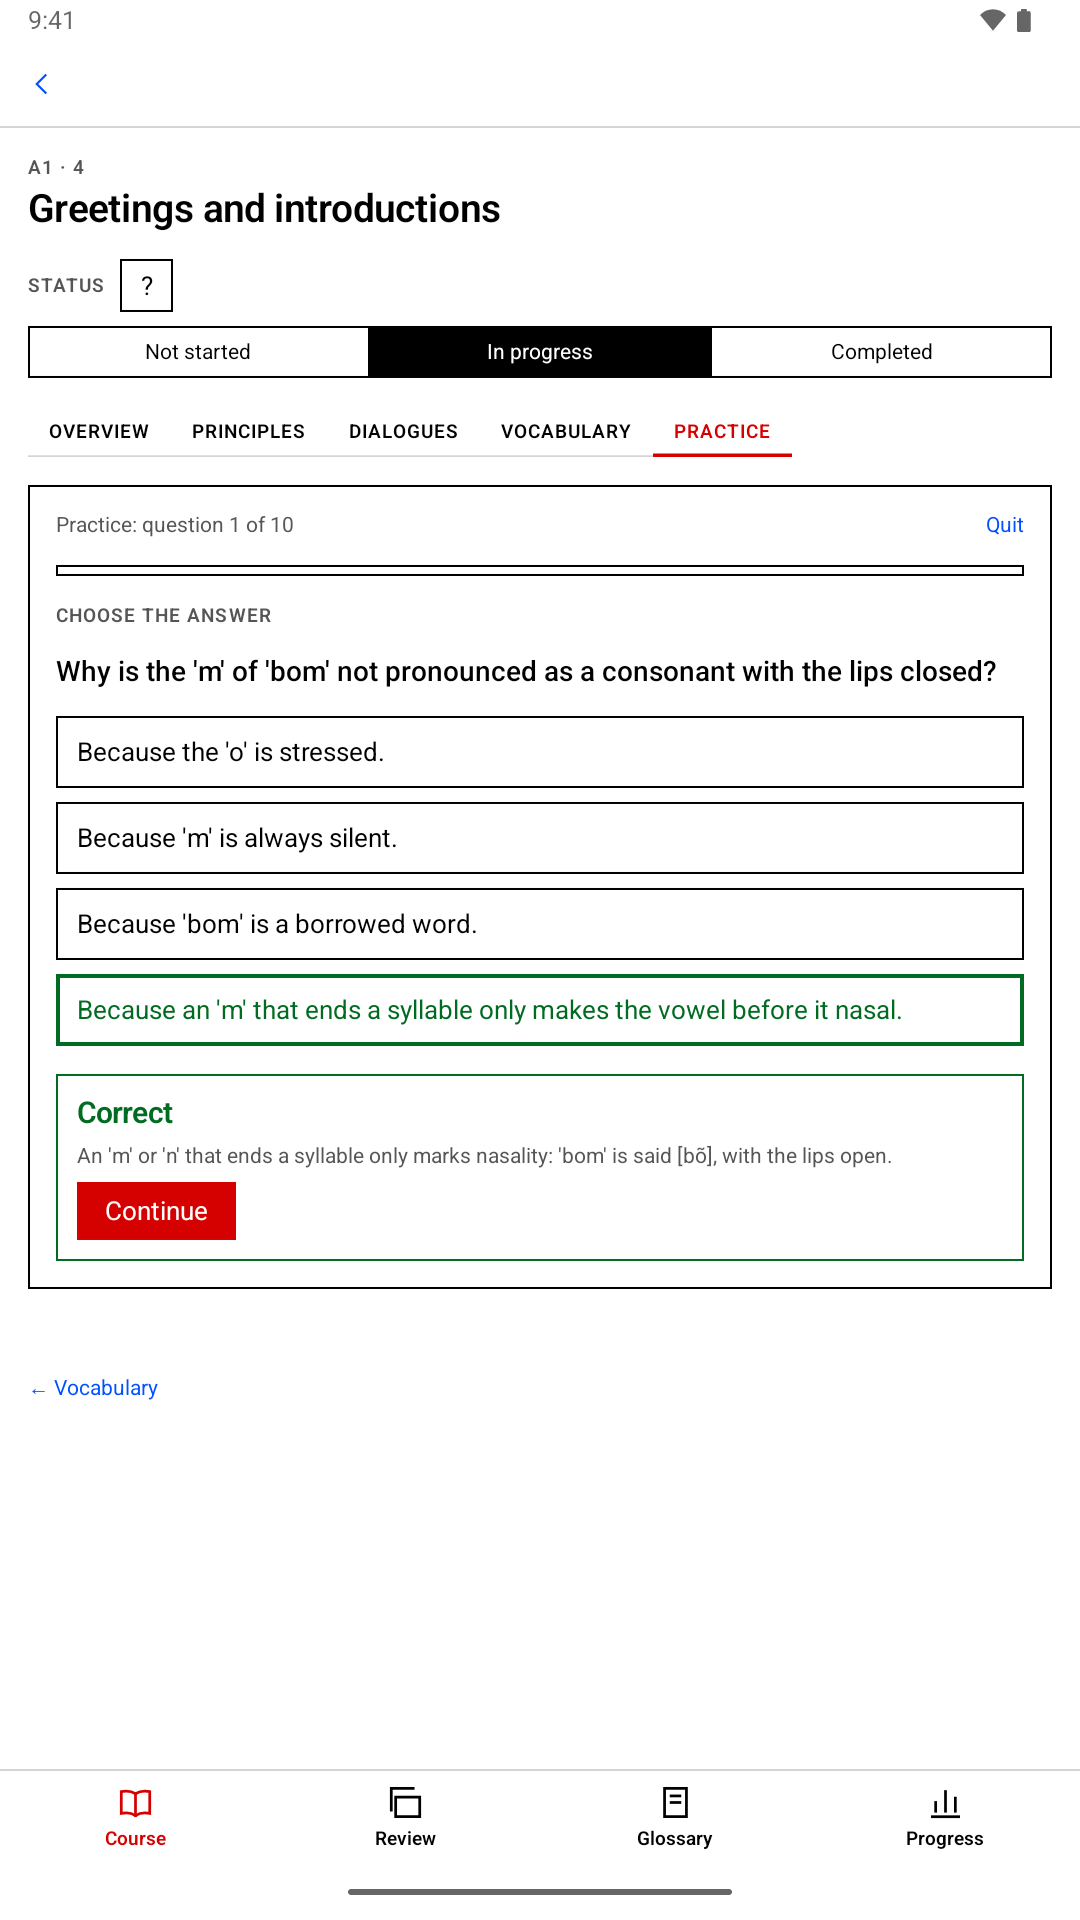 9:41
A1 · 4
Greetings and introductions
STATUS ?
Not started In progress Completed
OVERVIEW PRINCIPLES DIALOGUES VOCABULARY PRACTICE
Practice: question 1 of 10 Quit
CHOOSE THE ANSWER
Why is the 'm' of 'bom' not pronounced as a consonant with the lips closed?
Because the 'o' is stressed.
Because 'm' is always silent.
Because 'bom' is a borrowed word.
Because an 'm' that ends a syllable only makes the vowel before it nasal.
Correct
An 'm' or 'n' that ends a syllable only marks nasality: 'bom' is said [bõ], with the lips open.
Continue
← Vocabulary
Course Review Glossary Progress